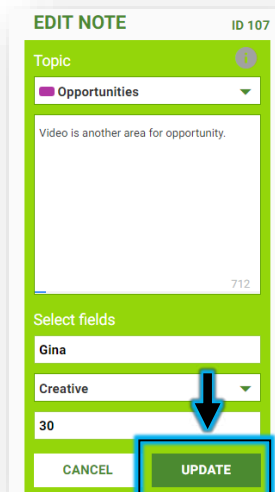 EDIT NOTE ID 107
Topic i
Opportunities
Video is another area for opportunity.
712
Select fields
Gina
Creative
30
CANCEL UPDATE